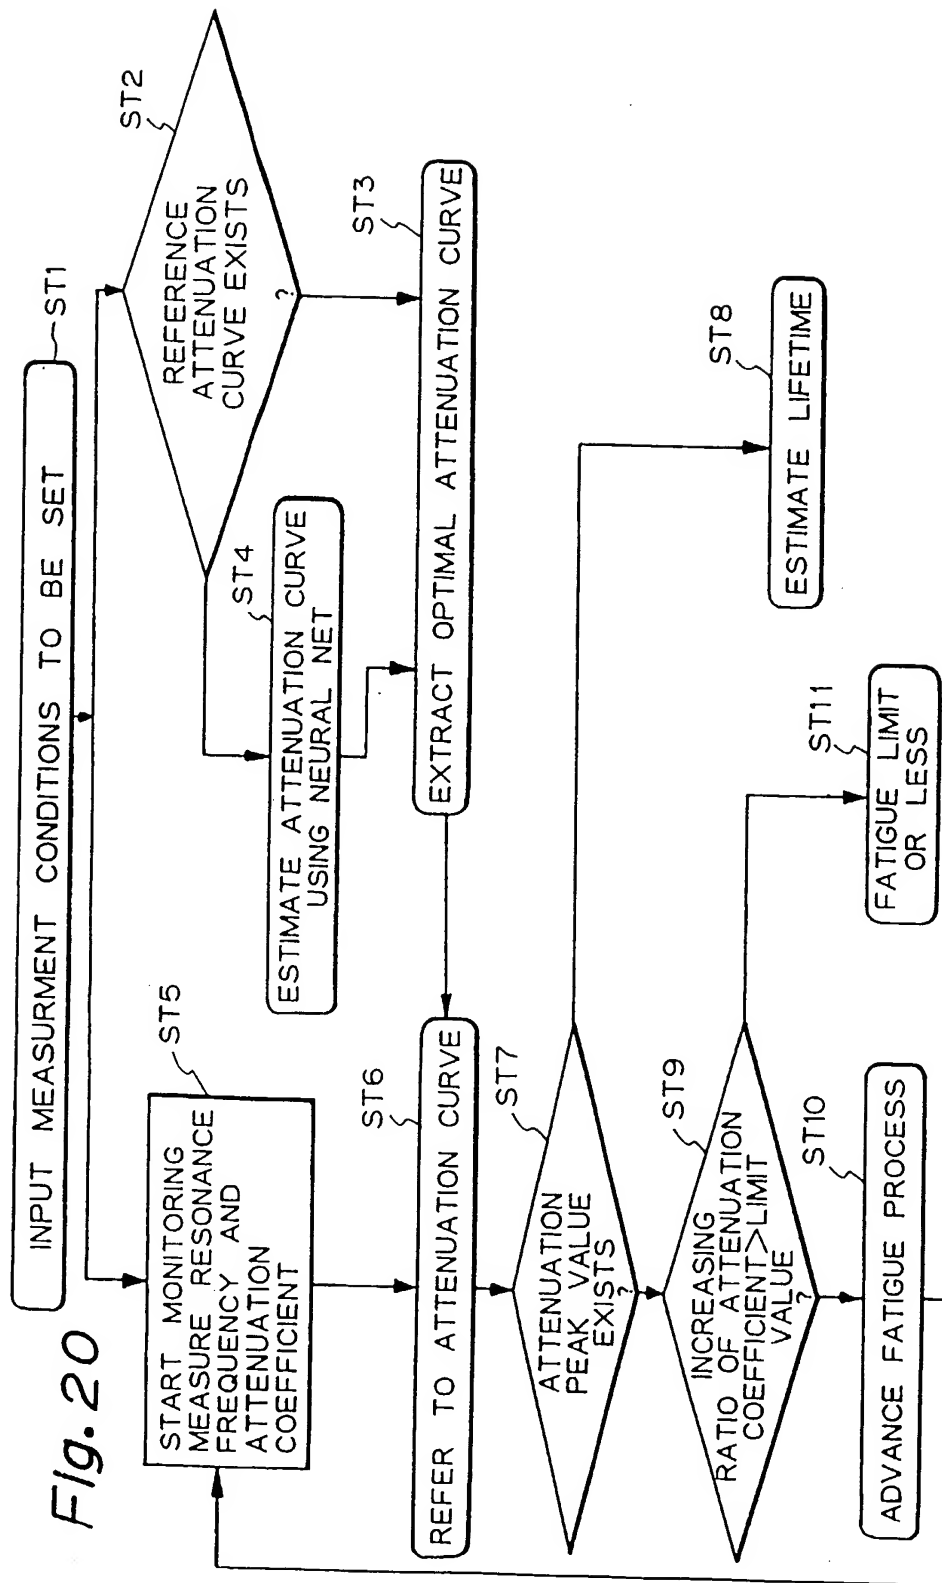 Fig. 20
INPUT MEASURMENT CONDITIONS TO BE SET
ST1
START MONITORING
MEASURE RESONANCE
FREQUENCY AND
ATTENUATION
COEFFICIENT
ST5
REFERENCE
ATTENUATION
CURVE EXISTS
?
ST2
ESTIMATE ATTENUATION CURVE
USING NEURAL NET
ST4
EXTRACT OPTIMAL ATTENUATION CURVE
ST3
REFER TO ATTENUATION CURVE
ST6
ATTENUATION
PEAK VALUE
EXISTS
?
ST7
ESTIMATE LIFETIME
ST8
INCREASING
RATIO OF ATTENUATION
COEFFICIENT>LIMIT
VALUE
?
ST9
ADVANCE FATIGUE PROCESS
ST10
FATIGUE LIMIT
OR LESS
ST11